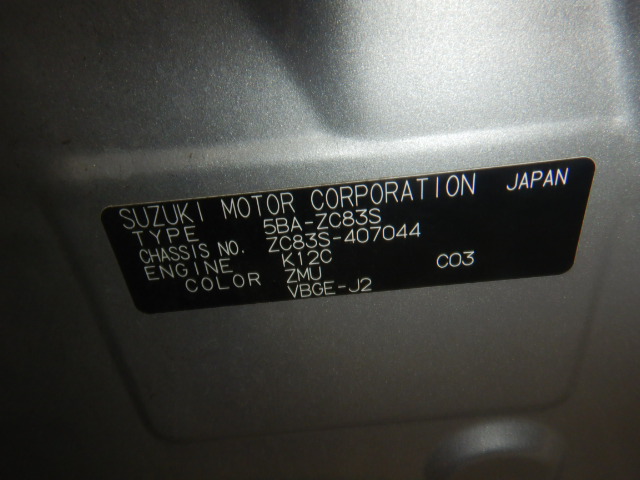 SUZUKI MOTOR CORPORATION JAPAN
TYPE 5BA-ZC83S
CHASSIS NO. ZC83S-407044
ENGINE K12C C03
COLOR ZMU
VBGE-J2